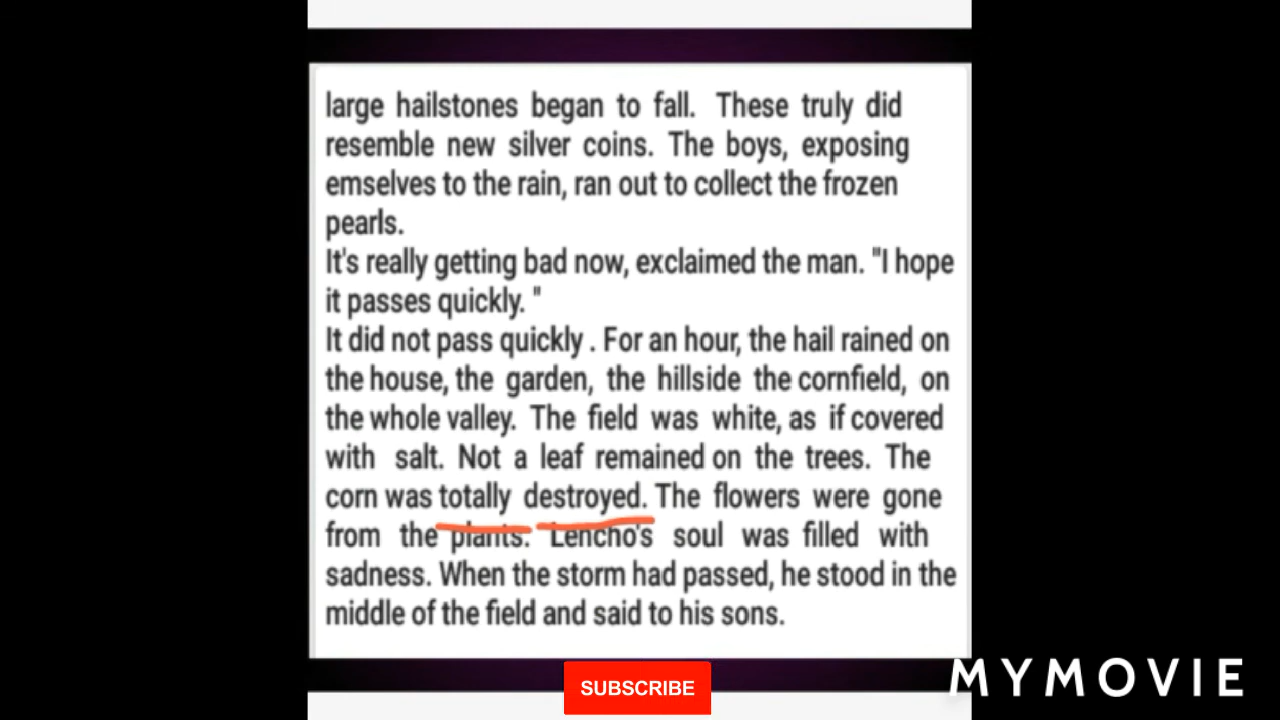 large hailstones began to fall. These truly did
resemble new silver coins. The boys, exposing
emselves to the rain, ran out to collect the frozen
pearls.
It's really getting bad now, exclaimed the man. "I hope
it passes quickly. "
It did not pass quickly . For an hour, the hail rained on
the house, the garden, the hillside the cornfield, on
the whole valley. The field was white, as if covered
with salt. Not a leaf remained on the trees. The
corn was totally destroyed. The flowers were gone
from the plants. Lencho's soul was filled with
sadness. When the storm had passed, he stood in the
middle of the field and said to his sons.
SUBSCRIBE
MYMOVIE